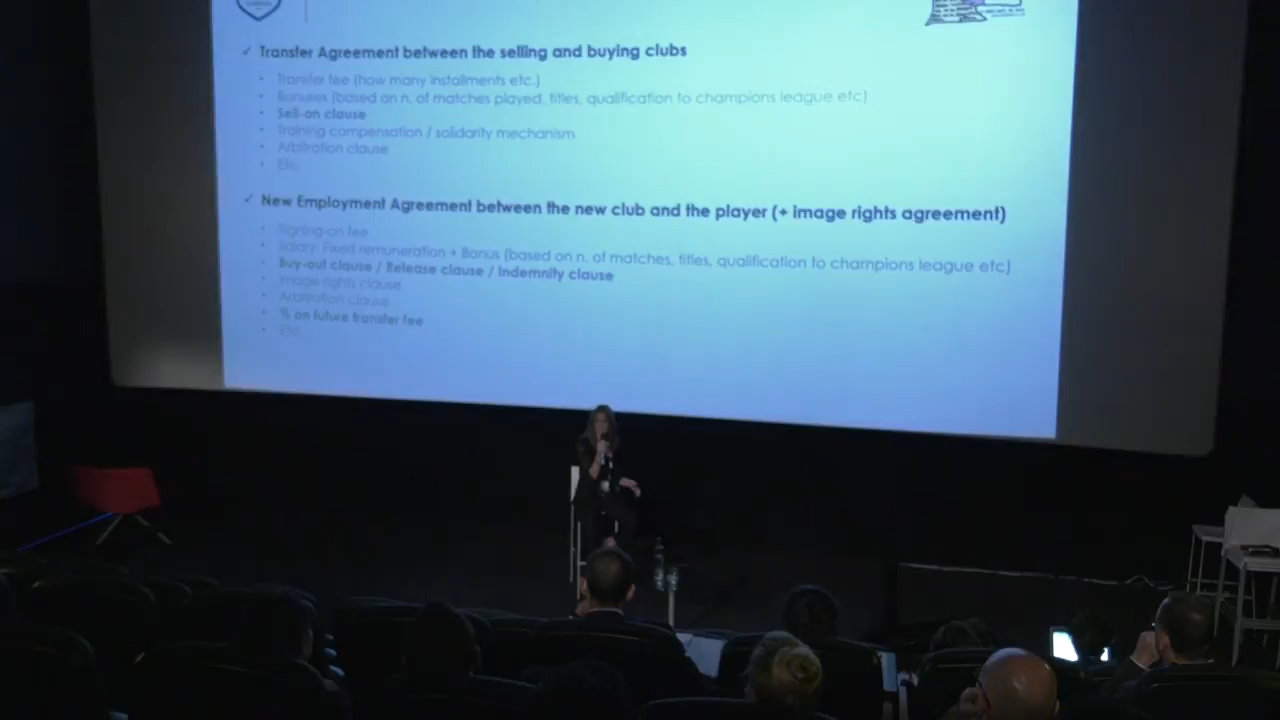 ✓ Transfer Agreement between the selling and buying clubs
• Transfer fee (how many installments etc.)
• Bonuses (based on n. of matches played, titles, qualification to champions league etc)
• Sell-on clause
• Training compensation / solidarity mechanism
• Arbitration clause
• Etc.
✓ New Employment Agreement between the new club and the player (+ image rights agreement)
• Signing-on fee
• Salary: Fixed remuneration + Bonus (based on n. of matches, titles, qualification to champions league etc)
• Buy-out clause / Release clause / Indemnity clause
• Image rights clause
• Arbitration clause
• % on future transfer fee
• Etc.